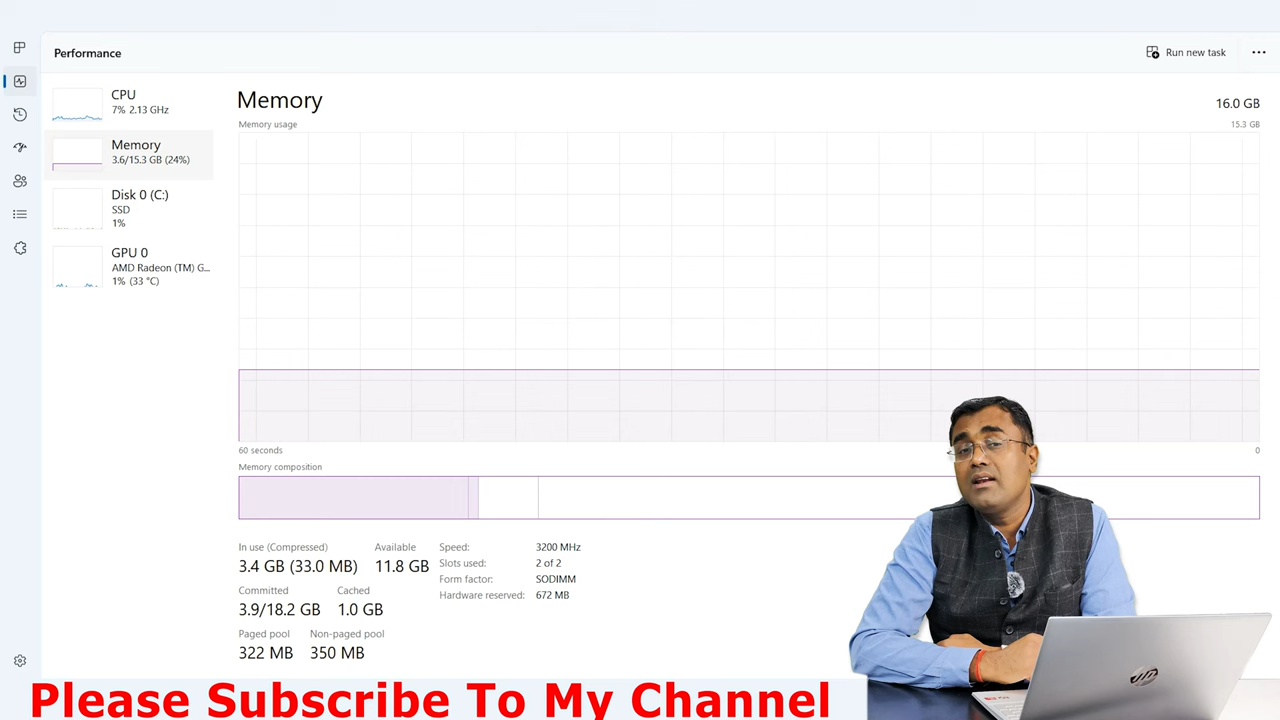 Performance
Run new task
CPU
7% 2.13 GHz
Memory
3.6/15.3 GB (24%)
Disk 0 (C:)
SSD
1%
GPU 0
AMD Radeon (TM) G...
1% (33 °C)
Memory
16.0 GB
Memory usage
15.3 GB
60 seconds
0
Memory composition
In use (Compressed)
3.4 GB (33.0 MB)
Available
11.8 GB
Committed
3.9/18.2 GB
Cached
1.0 GB
Paged pool
322 MB
Non-paged pool
350 MB
Speed: 3200 MHz
Slots used: 2 of 2
Form factor: SODIMM
Hardware reserved: 672 MB
hp
Please Subscribe To My Channel